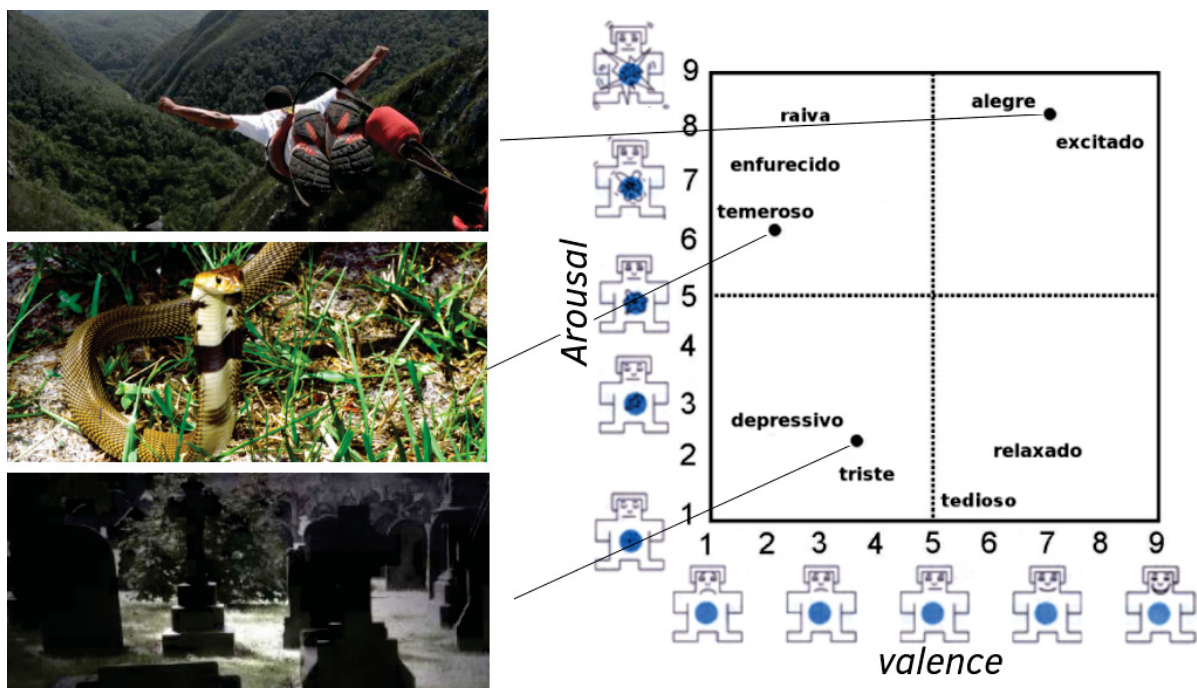 9
8
7
6
5
4
3
2
1
Arousal
raiva
alegre
excitado
enfurecido
temeroso
depressivo
triste
relaxado
tedioso
1 2 3 4 5 6 7 8 9
valence